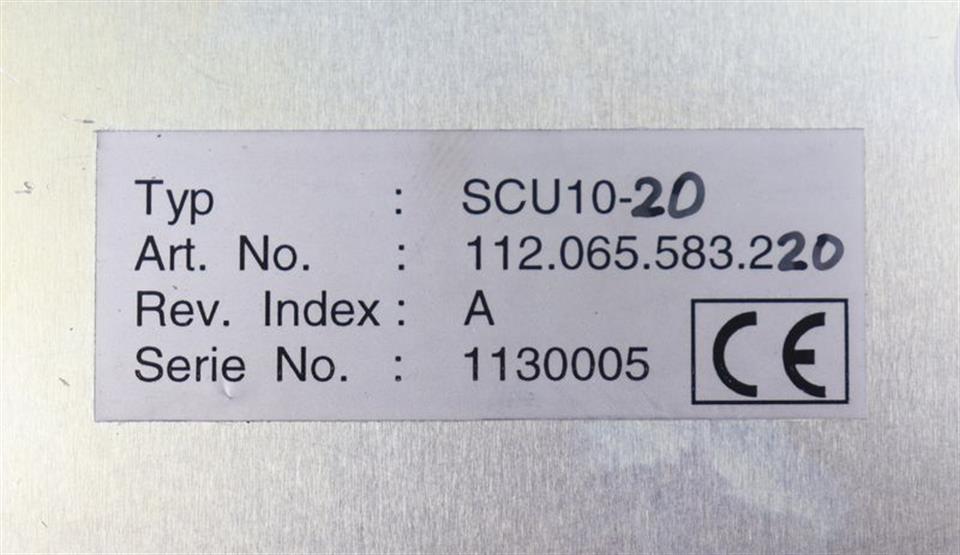 Typ : SCU10-20
Art. No. : 112.065.583.220
Rev. Index : A
Serie No. : 1130005
CE